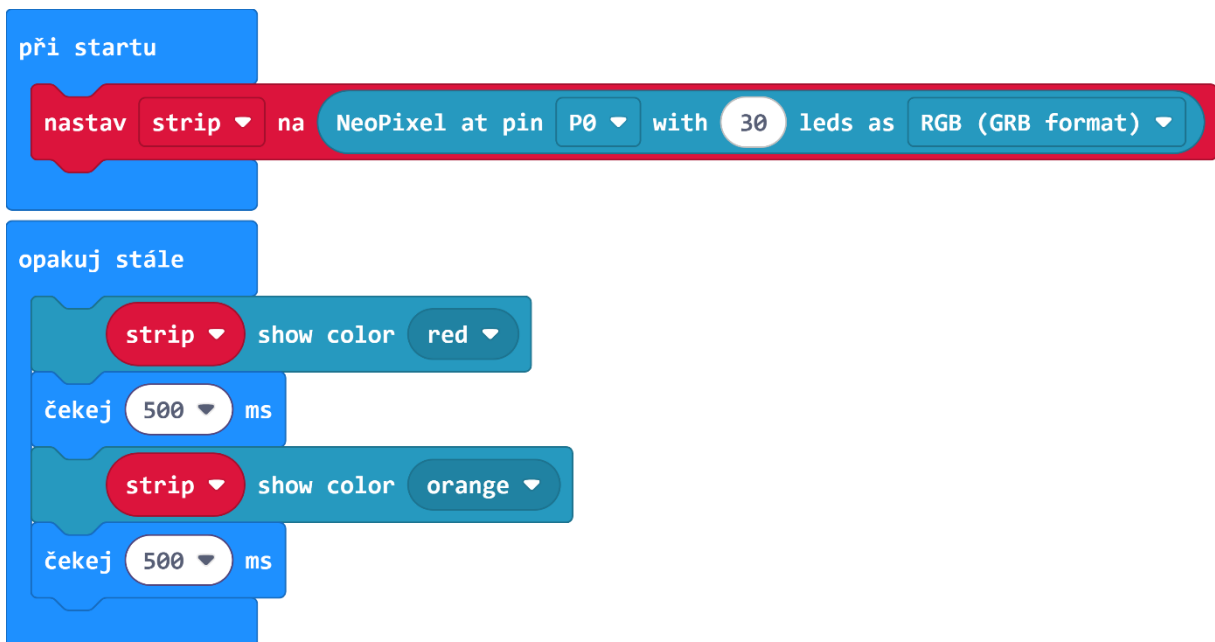 při startu
nastav strip na NeoPixel at pin P0 with 30 leds as RGB (GRB format)
opakuj stále
strip show color red
čekej 500 ms
strip show color orange
čekej 500 ms